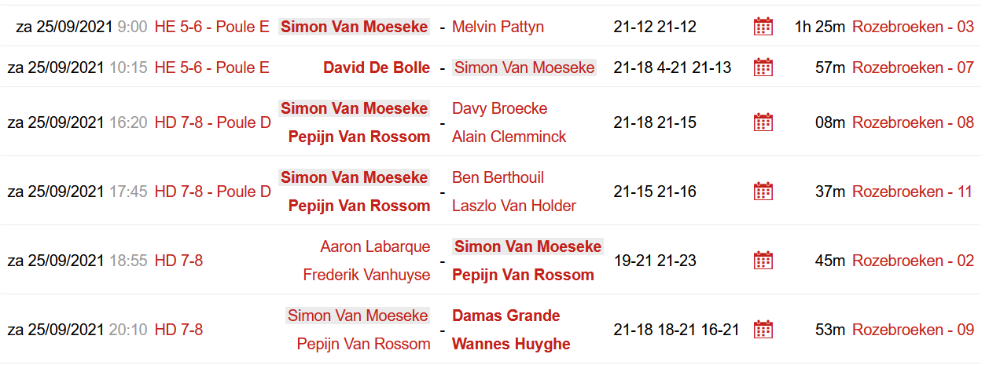 za 25/09/2021 9:00 HE 5-6 - Poule E Simon Van Moeseke - Melvin Pattyn 21-12 21-12 1h 25m Rozebroeken - 03
za 25/09/2021 10:15 HE 5-6 - Poule E David De Bolle - Simon Van Moeseke 21-18 4-21 21-13 57m Rozebroeken - 07
Simon Van Moeseke Davy Broecke
za 25/09/2021 16:20 HD 7-8 - Poule D - 21-18 21-15 08m Rozebroeken - 08
Pepijn Van Rossom Alain Clemminck
Simon Van Moeseke Ben Berthouil
za 25/09/2021 17:45 HD 7-8 - Poule D - 21-15 21-16 37m Rozebroeken - 11
Pepijn Van Rossom Laszlo Van Holder
Aaron Labarque Simon Van Moeseke
za 25/09/2021 18:55 HD 7-8 - 19-21 21-23 45m Rozebroeken - 02
Frederik Vanhuyse Pepijn Van Rossom
Simon Van Moeseke Damas Grande
za 25/09/2021 20:10 HD 7-8 - 21-18 18-21 16-21 53m Rozebroeken - 09
Pepijn Van Rossom Wannes Huyghe